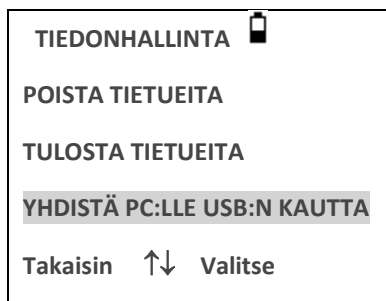 TIEDONHALLINTA
POISTA TIETUEITA
TULOSTA TIETUEITA
YHDISTÄ PC:LLE USB:N KAUTTA
Takaisin ↑↓ Valitse